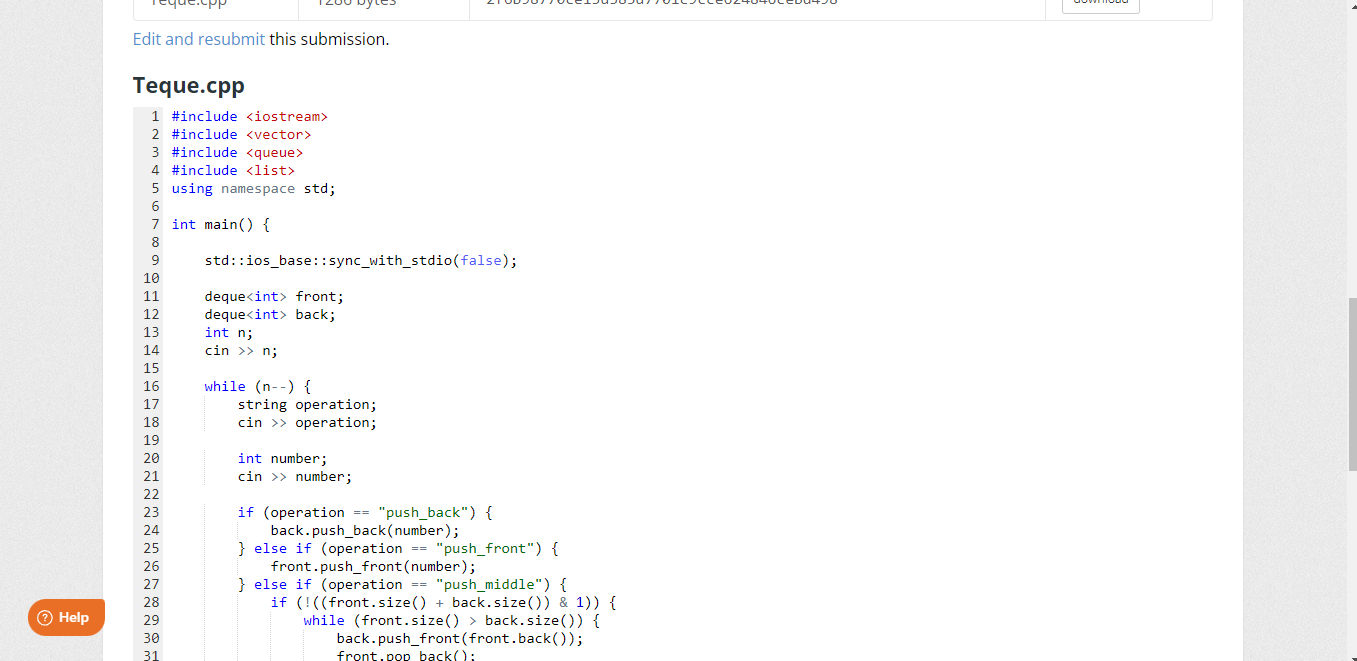 Teque.cpp 1286 bytes download
Edit and resubmit this submission.
Teque.cpp
1 #include <iostream>
2 #include <vector>
3 #include <queue>
4 #include <list>
5 using namespace std;
6
7 int main() {
8
9     std::ios_base::sync_with_stdio(false);
10
11     deque<int> front;
12     deque<int> back;
13     int n;
14     cin >> n;
15
16     while (n--) {
17         string operation;
18         cin >> operation;
19
20         int number;
21         cin >> number;
22
23         if (operation == "push_back") {
24             back.push_back(number);
25         } else if (operation == "push_front") {
26             front.push_front(number);
27         } else if (operation == "push_middle") {
28             if (!((front.size() + back.size()) & 1)) {
29                 while (front.size() > back.size()) {
30                     back.push_front(front.back());
31                     front.pop_back();
Help